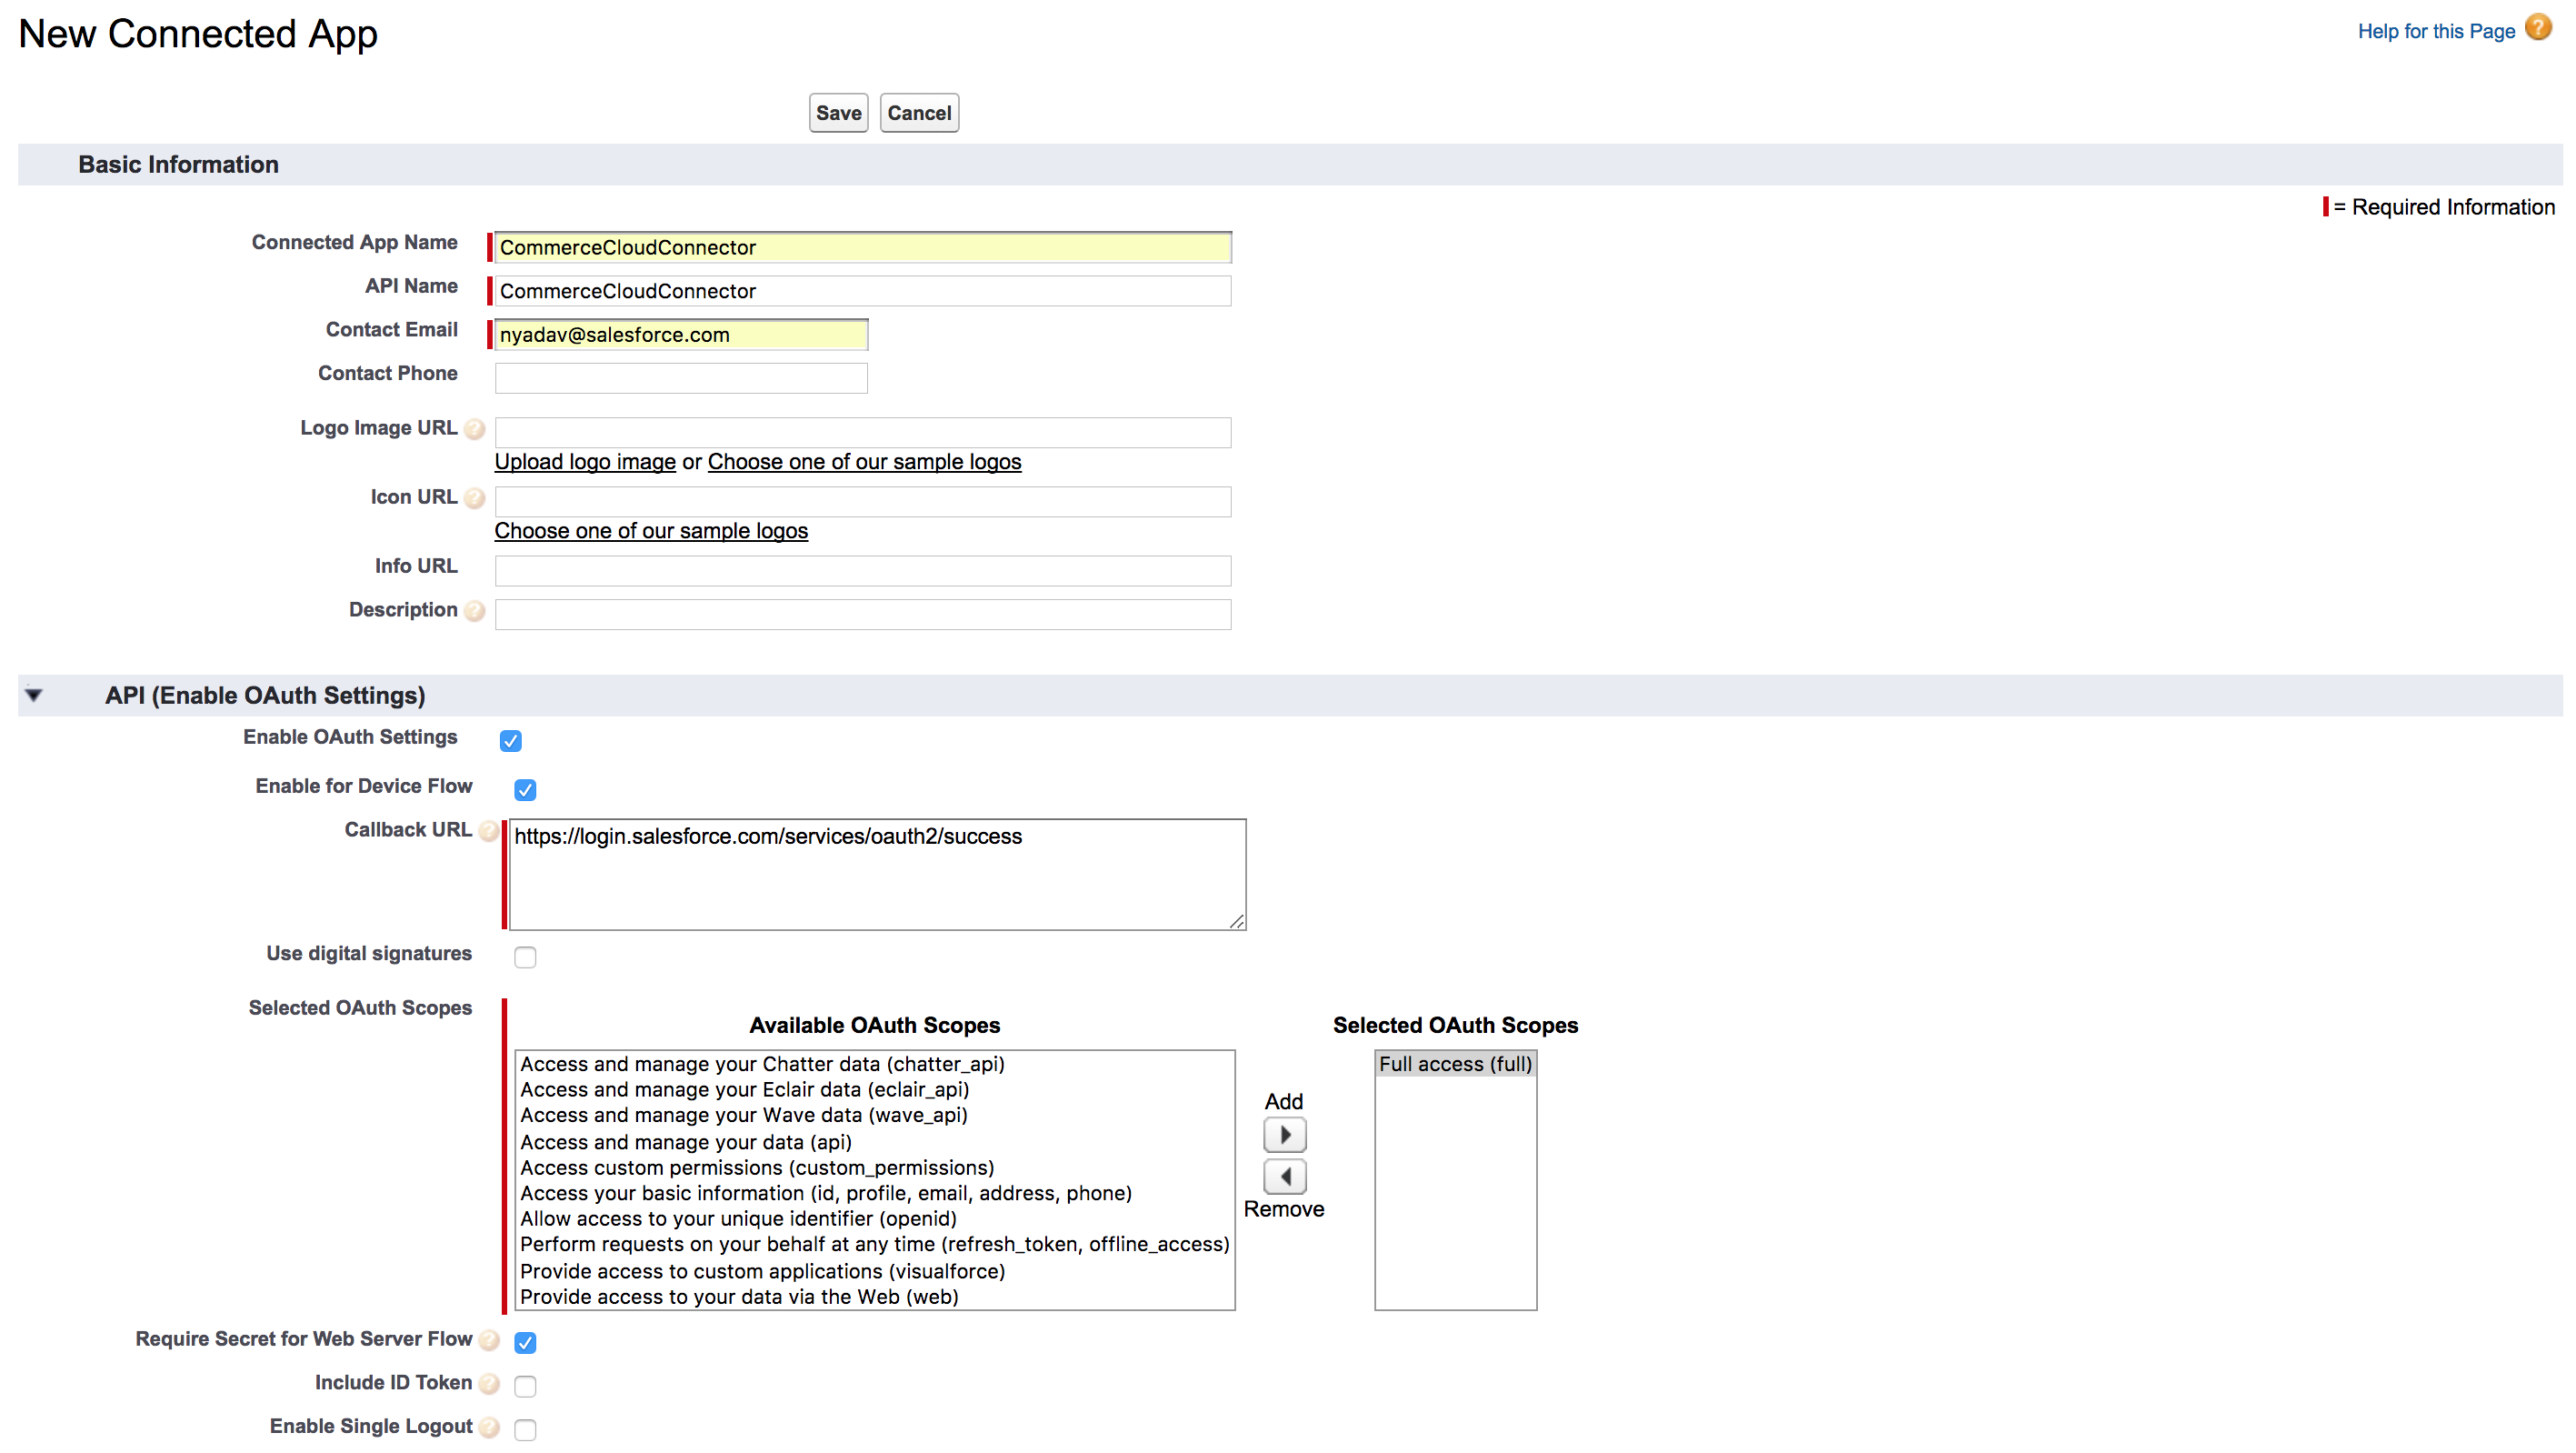 New Connected App
Help for this Page ?
Save Cancel
Basic Information
= Required Information
Connected App Name CommerceCloudConnector
API Name CommerceCloudConnector
Contact Email nyadav@salesforce.com
Contact Phone
Logo Image URL ?
Upload logo image or Choose one of our sample logos
Icon URL ?
Choose one of our sample logos
Info URL
Description ?
API (Enable OAuth Settings)
Enable OAuth Settings
Enable for Device Flow
Callback URL ? https://login.salesforce.com/services/oauth2/success
Use digital signatures
Selected OAuth Scopes
Available OAuth Scopes
Access and manage your Chatter data (chatter_api)
Access and manage your Eclair data (eclair_api)
Access and manage your Wave data (wave_api)
Access and manage your data (api)
Access custom permissions (custom_permissions)
Access your basic information (id, profile, email, address, phone)
Allow access to your unique identifier (openid)
Perform requests on your behalf at any time (refresh_token, offline_access)
Provide access to custom applications (visualforce)
Provide access to your data via the Web (web)
Add
Remove
Selected OAuth Scopes
Full access (full)
Require Secret for Web Server Flow ?
Include ID Token ?
Enable Single Logout ?